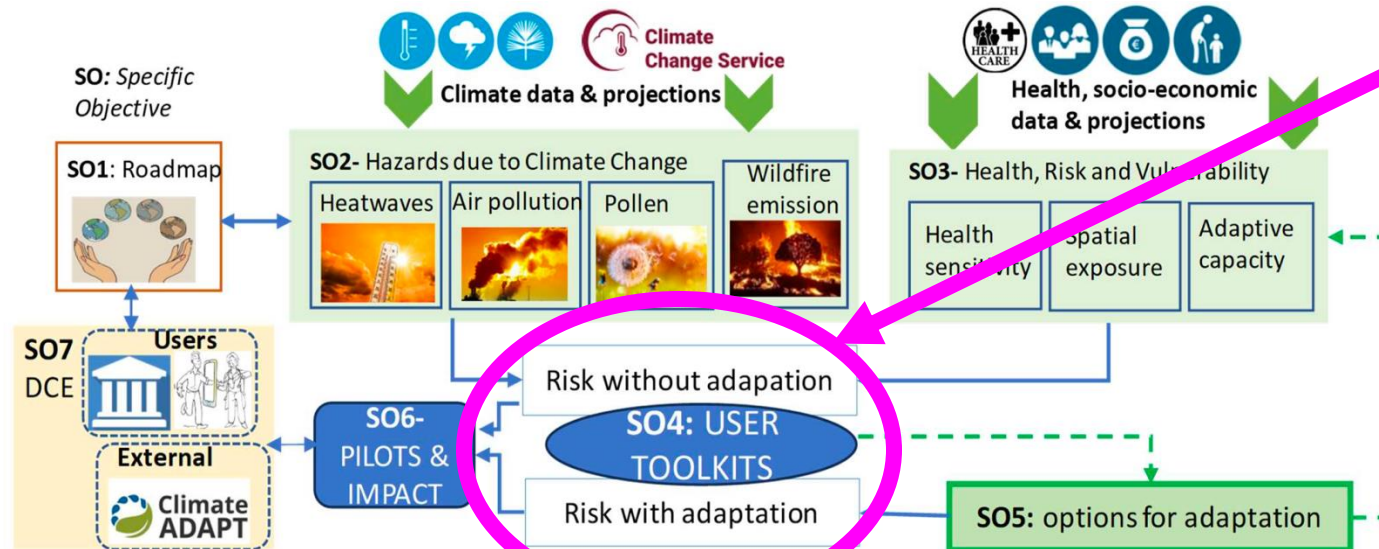 Climate
Change Service
HEALTH
CARE
€
SO: Specific
Objective
Climate data & projections
Health, socio-economic
data & projections
SO1: Roadmap
SO2- Hazards due to Climate Change
Heatwaves
Air pollution
Pollen
Wildfire
emission
SO3- Health, Risk and Vulnerability
Health
sensitivity
Spatial
exposure
Adaptive
capacity
SO7
DCE
Users
External
Climate
ADAPT
SO6-
PILOTS &
IMPACT
Risk without adapation
SO4: USER
TOOLKITS
Risk with adaptation
SO5: options for adaptation